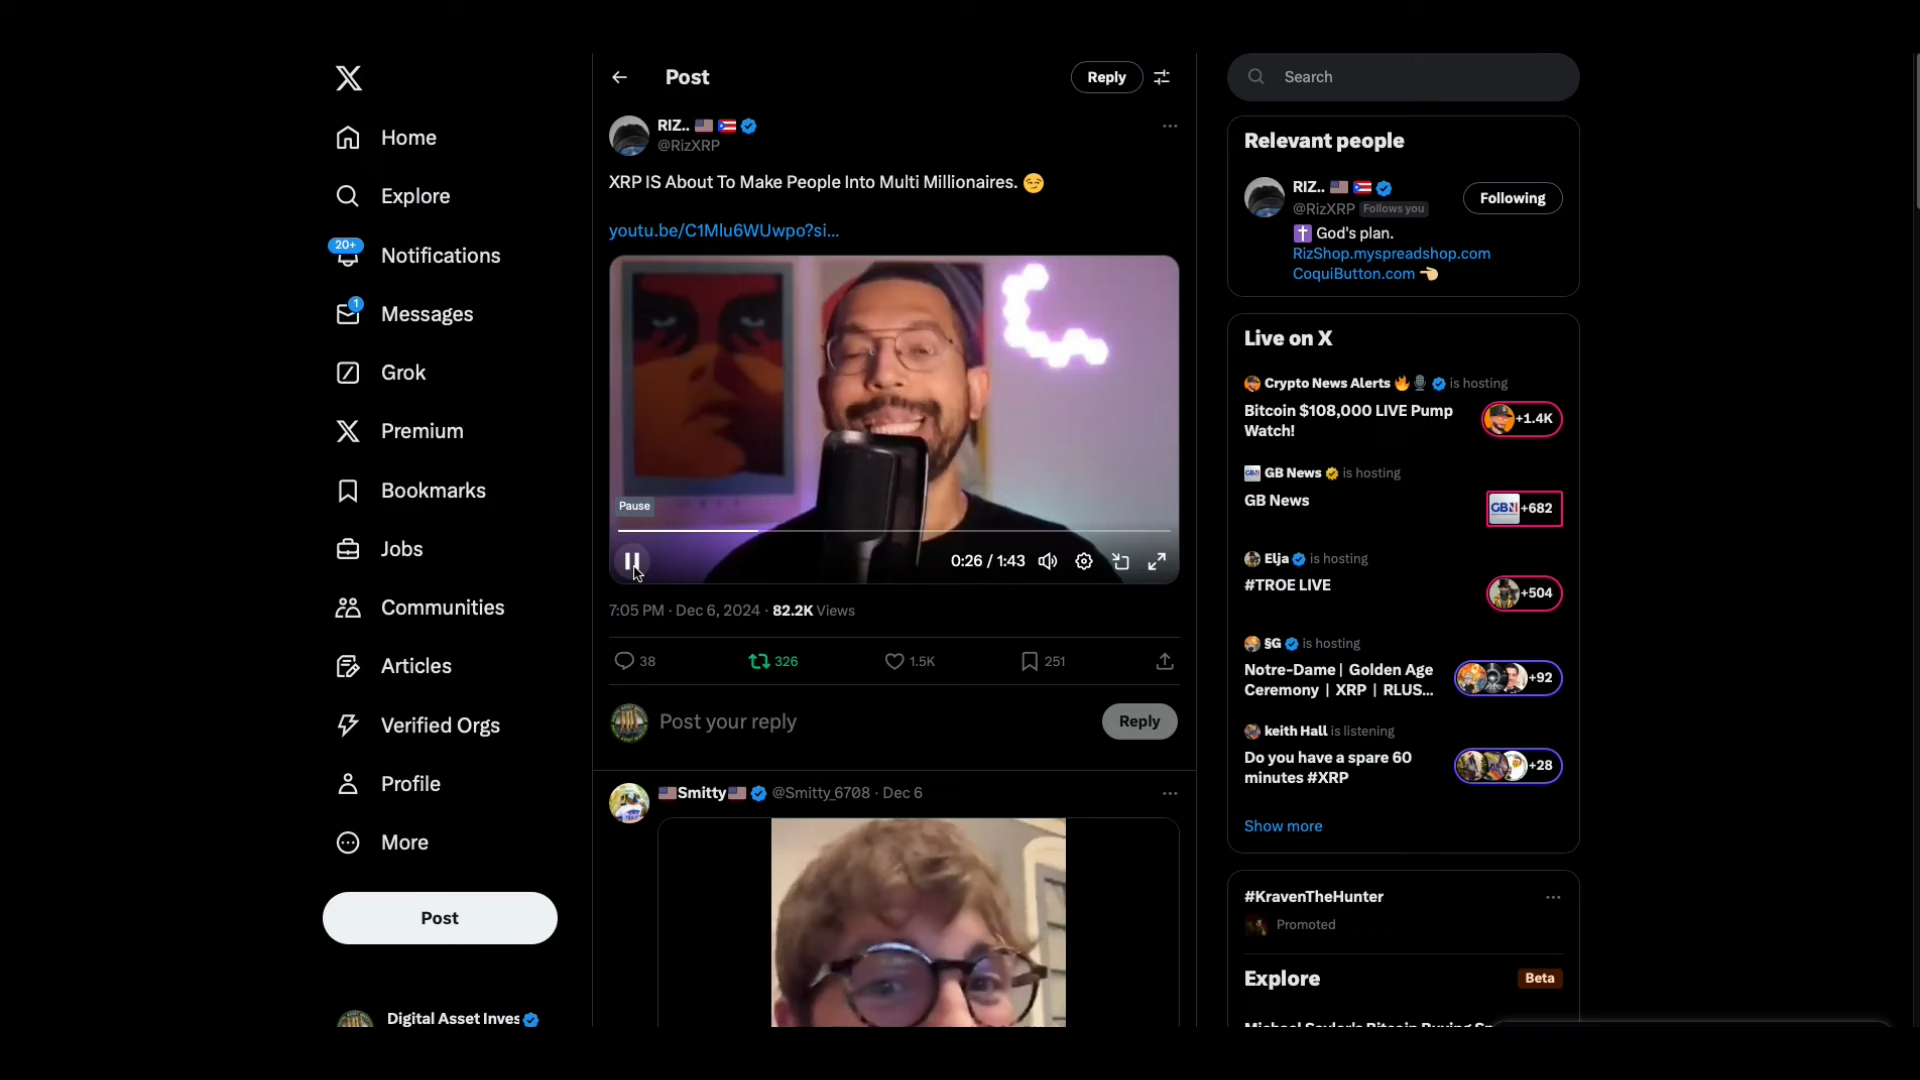 Home
Explore
20+
Notifications
1
Messages
Grok
Premium
Bookmarks
Jobs
Communities
Articles
Verified Orgs
Profile
More
Post
Digital Asset Inves
Post
Reply
RIZ..
@RizXRP
XRP IS About To Make People Into Multi Millionaires. 😏
youtu.be/C1Mlu6WUwpo?si...
Pause
0:26 / 1:43
7:05 PM · Dec 6, 2024 · 82.2K Views
38
326
1.5K
251
Post your reply
Reply
🇺🇸Smitty🇺🇸 @Smitty_6708 · Dec 6
Search
Relevant people
RIZ..
@RizXRP Follows you
Following
✝️ God's plan.
RizShop.myspreadshop.com
CoquiButton.com
Live on X
Crypto News Alerts 🔥🎙 is hosting
Bitcoin $108,000 LIVE Pump
Watch!
+1.4K
GB News is hosting
GB News
GBN +682
Elja is hosting
#TROE LIVE
+504
§G is hosting
Notre-Dame | Golden Age
Ceremony | XRP | RLUS...
+92
keith Hall is listening
Do you have a spare 60
minutes #XRP
+28
Show more
#KravenTheHunter
Promoted
Explore
Beta